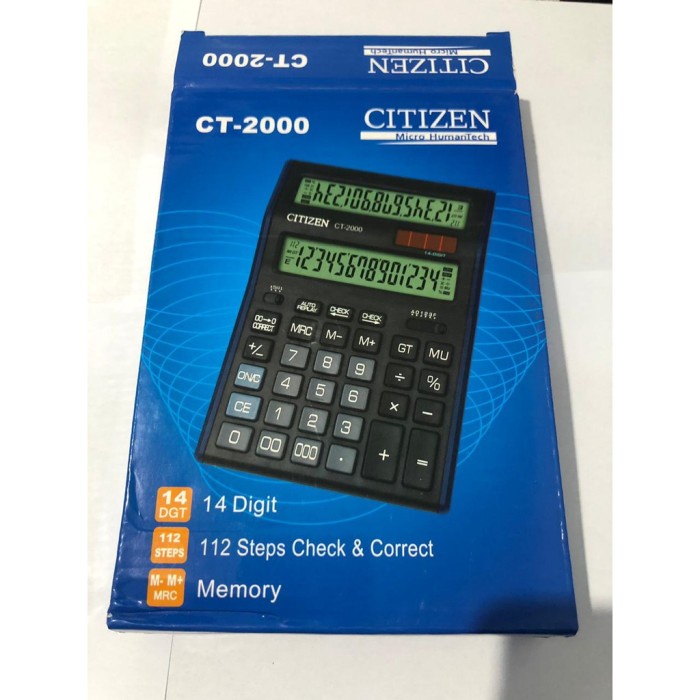 CT-2000 CITIZEN
Micro HumanTech
CT-2000 CITIZEN
Micro HumanTech
CITIZEN CT-2000
112
E 12345678901234
AUTO REPLAY CHECK CHECK
00→0 CORRECT MRC M- M+ GT MU
+/- 7 8 9 ÷ %
ON/C 4 5 6 × −
CE 1 2 3 + =
0 00 000 .
14 DGT 14 Digit
112 STEPS 112 Steps Check & Correct
M- M+ MRC Memory